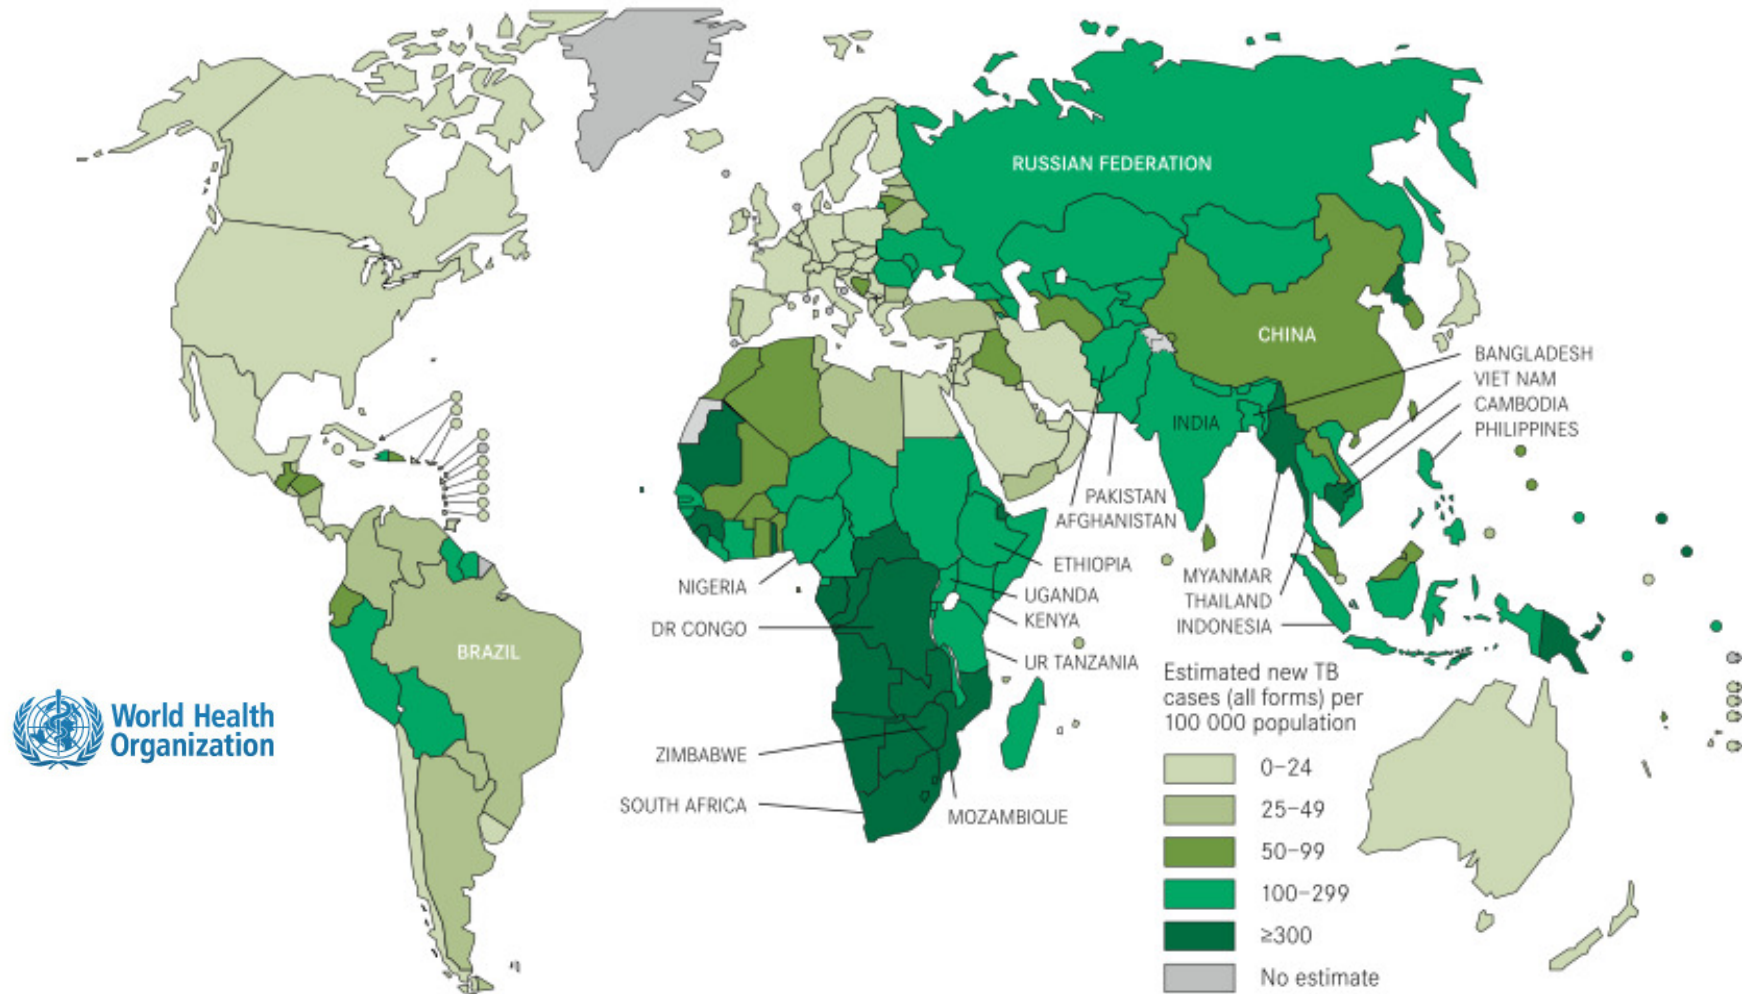 RUSSIAN FEDERATION
CHINA
BANGLADESH
VIET NAM
CAMBODIA
PHILIPPINES
INDIA
PAKISTAN
AFGHANISTAN
ETHIOPIA
NIGERIA
UGANDA
KENYA
MYANMAR
THAILAND
INDONESIA
DR CONGO
BRAZIL
UR TANZANIA
Estimated new TB
cases (all forms) per
100 000 population
World Health
Organization
ZIMBABWE
SOUTH AFRICA
MOZAMBIQUE
0–24
25–49
50–99
100–299
≥300
No estimate